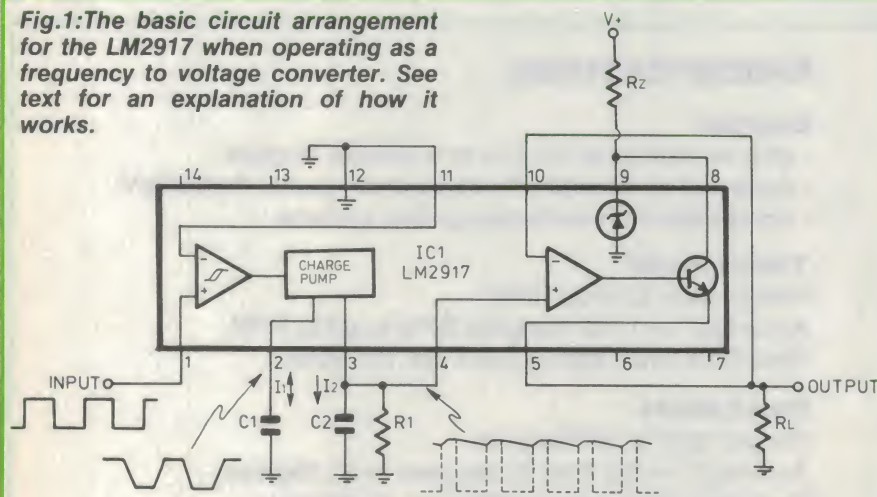 Fig.1:The basic circuit arrangement
for the LM2917 when operating as a
frequency to voltage converter. See
text for an explanation of how it
works.
V+
RZ
14 13 12 11 10 9 8
IC1
LM2917
CHARGE
PUMP
- + - +
1 2 3 4 5 6 7
INPUT
I1 I2
OUTPUT
C1 C2 R1 RL